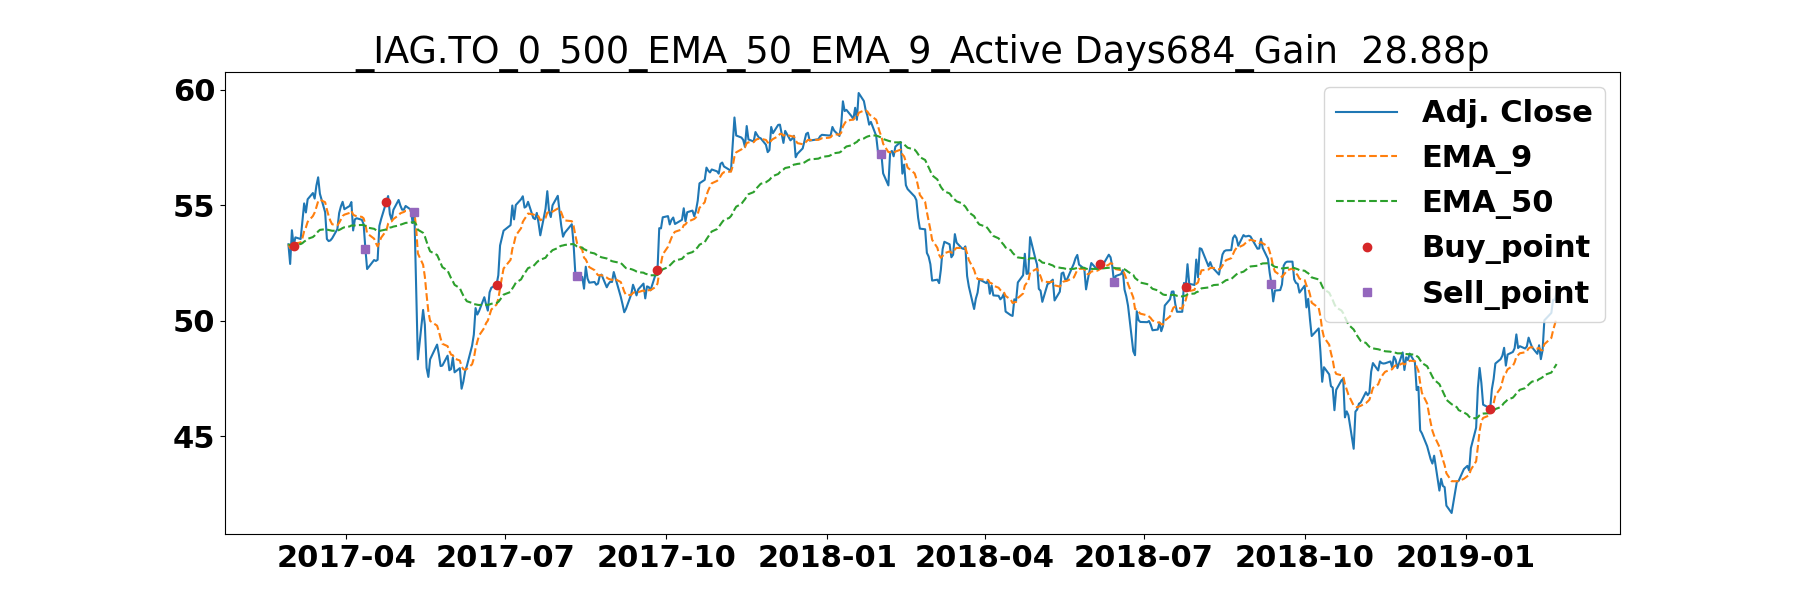 _IAG.TO_0_500_EMA_50_EMA_9_Active Days684_Gain  28.88p
60
55
50
45
Adj. Close
EMA_9
EMA_50
Buy_point
Sell_point
2017-04 2017-07 2017-10 2018-01 2018-04 2018-07 2018-10 2019-01